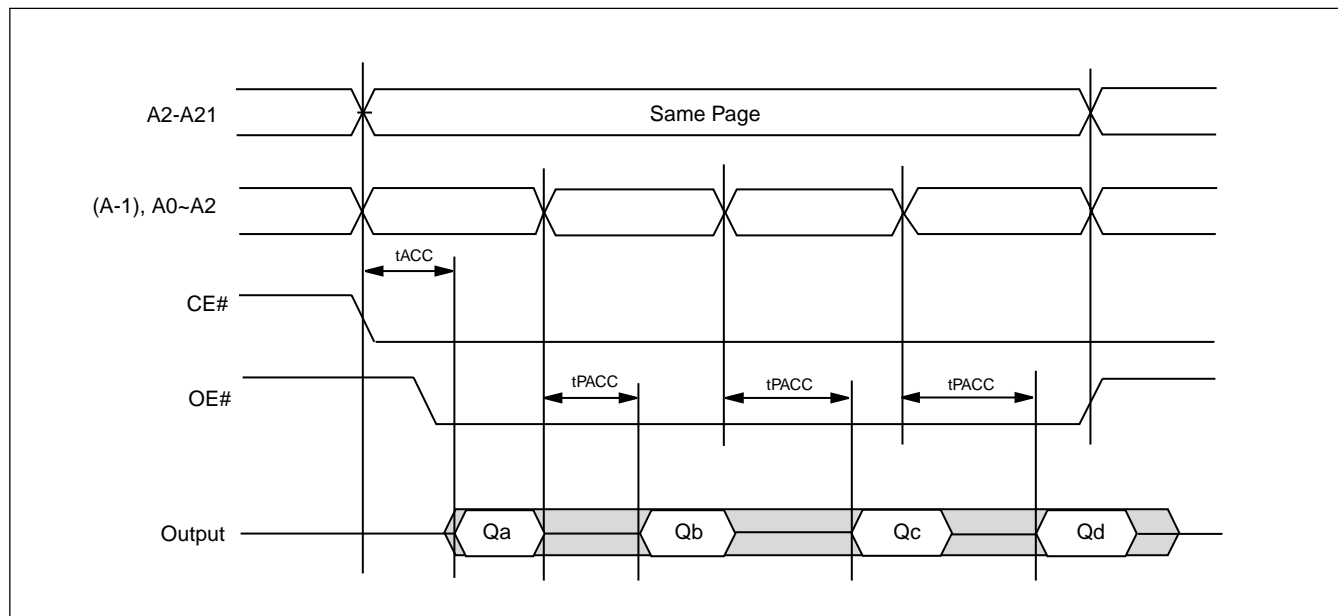 A2-A21
Same Page
(A-1), A0~A2
tACC
CE#
tPACC
tPACC
tPACC
OE#
Output
Qa
Qb
Qc
Qd